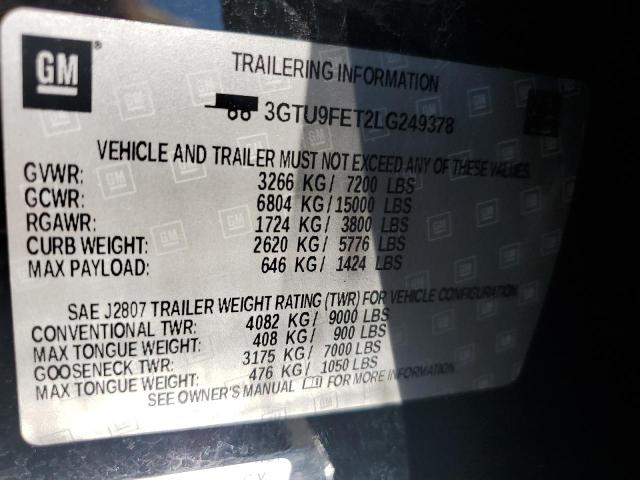 GM ®
TRAILERING INFORMATION
3GTU9FET2LG249378
VEHICLE AND TRAILER MUST NOT EXCEED ANY OF THESE VALUES
GVWR: 3266 KG/ 7200 LBS
GCWR: 6804 KG/15000 LBS
RGAWR: 1724 KG/ 3800 LBS
CURB WEIGHT: 2620 KG/ 5776 LBS
MAX PAYLOAD: 646 KG/ 1424 LBS
SAE J2807 TRAILER WEIGHT RATING (TWR) FOR VEHICLE CONFIGURATION
CONVENTIONAL TWR: 4082 KG/ 9000 LBS
MAX TONGUE WEIGHT: 408 KG/ 900 LBS
GOOSENECK TWR: 3175 KG/ 7000 LBS
MAX TONGUE WEIGHT: 476 KG/ 1050 LBS
SEE OWNER'S MANUAL FOR MORE INFORMATION